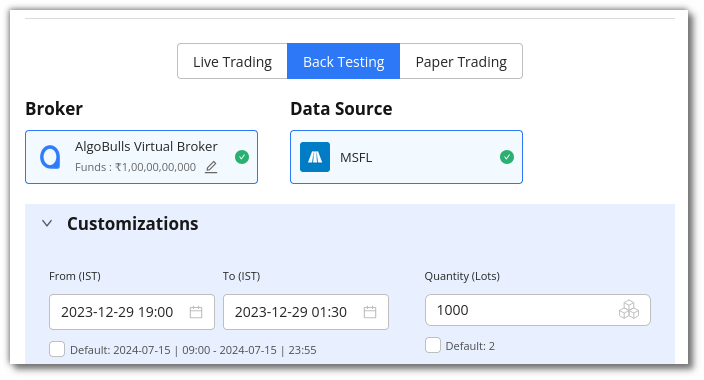 Live Trading Back Testing Paper Trading
Broker Data Source
AlgoBulls Virtual Broker
Funds : ₹1,00,00,00,000
MSFL
Customizations
From (IST) To (IST) Quantity (Lots)
2023-12-29 19:00 2023-12-29 01:30 1000
Default: 2024-07-15 | 09:00 - 2024-07-15 | 23:55 Default: 2